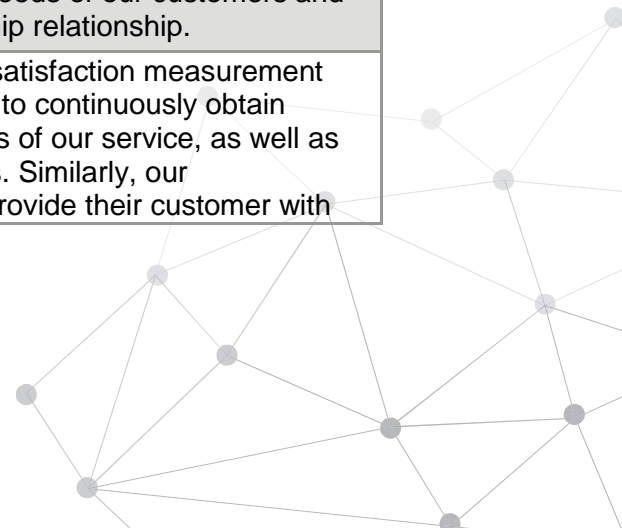 ip relationship.
satisfaction measurement
to continuously obtain
s of our service, as well as
. Similarly, our
rovide their customer with